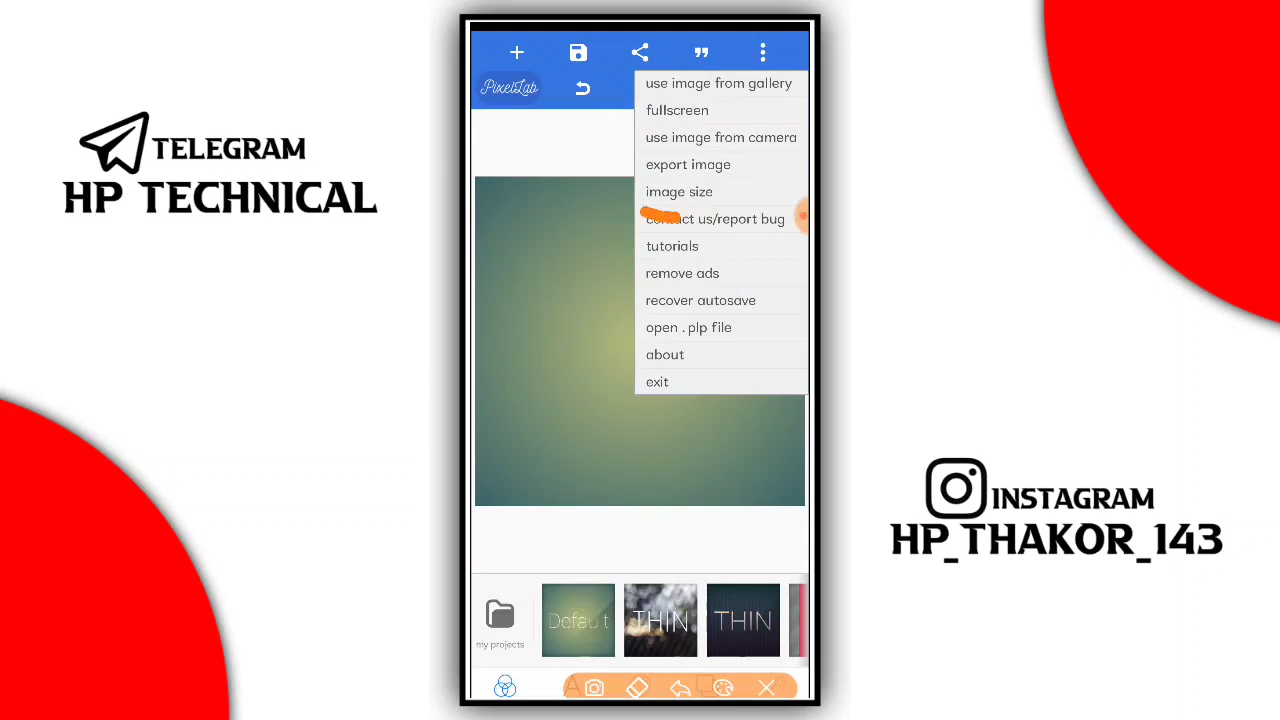 TELEGRAM
HP TECHNICAL
PixelLab
use image from gallery
fullscreen
use image from camera
export image
image size
contact us/report bug
tutorials
remove ads
recover autosave
open .plp file
about
exit
my projects
Default
THIN
THIN
INSTAGRAM
HP_THAKOR_143